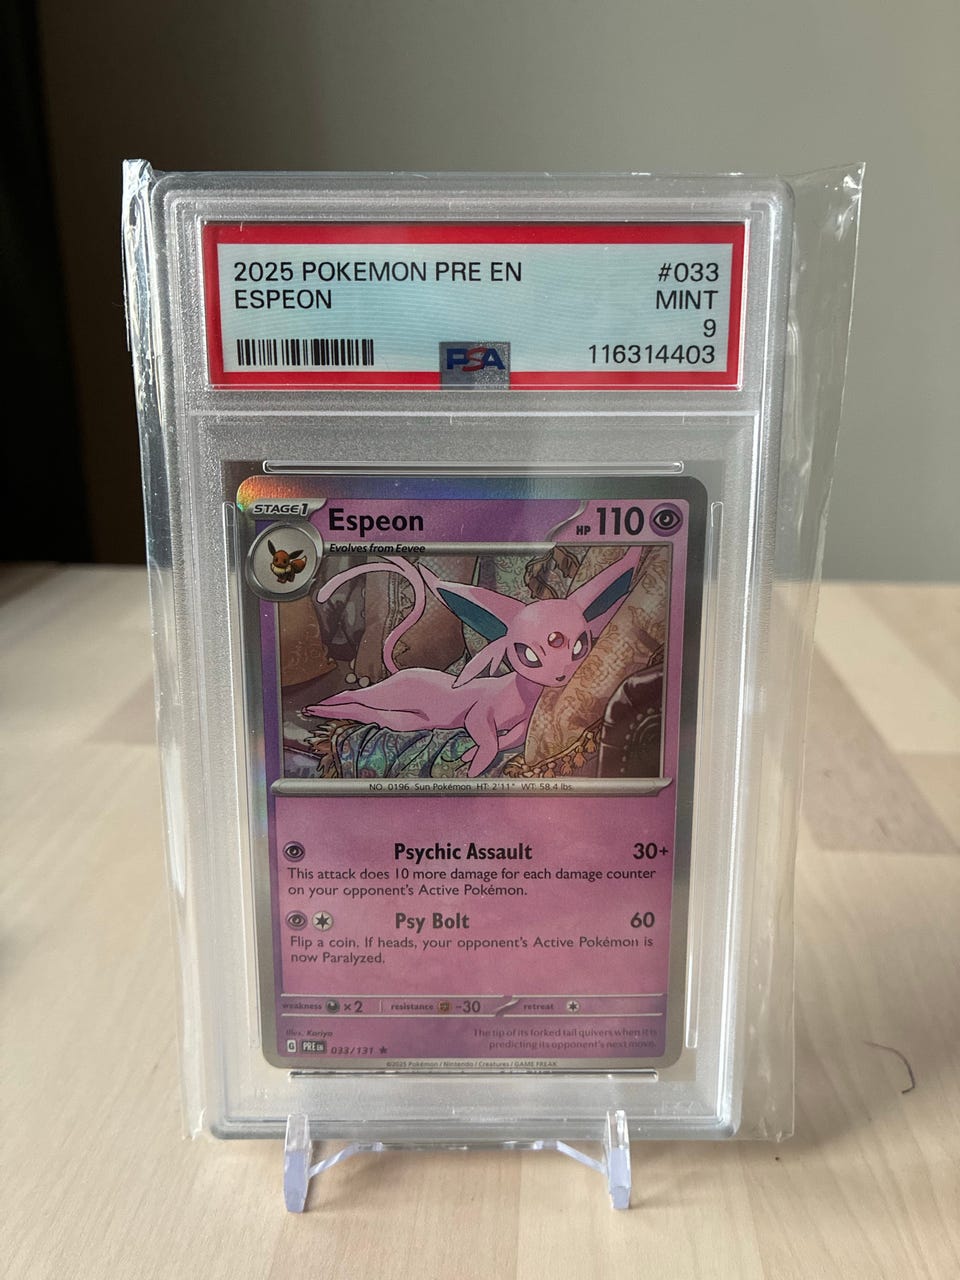 2025 POKEMON PRE EN #033
ESPEON MINT
9
PSA 116314403
STAGE 1 Espeon HP 110
Evolves from Eevee
NO. 0196 Sun Pokémon HT: 2'11" WT: 58.4 lbs.
Psychic Assault 30+
This attack does 10 more damage for each damage counter
on your opponent's Active Pokémon.
Psy Bolt 60
Flip a coin. If heads, your opponent's Active Pokémon is
now Paralyzed.
weakness ×2 resistance -30 retreat
Illus. Kariya The tip of its forked tail quivers when it is
predicting its opponent's next move.
G PRE EN 033/131 ★
©2025 Pokémon / Nintendo / Creatures / GAME FREAK